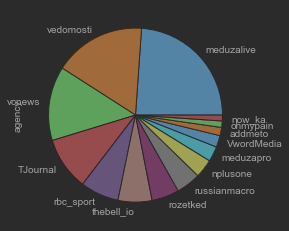 meduzalive
vedomosti
vcnews
agency
TJournal
rbc_sport
thebell_io
rozetked
russianmacro
nplusone
meduzapro
VwordMedia
addmeto
ohmypain
now_ka